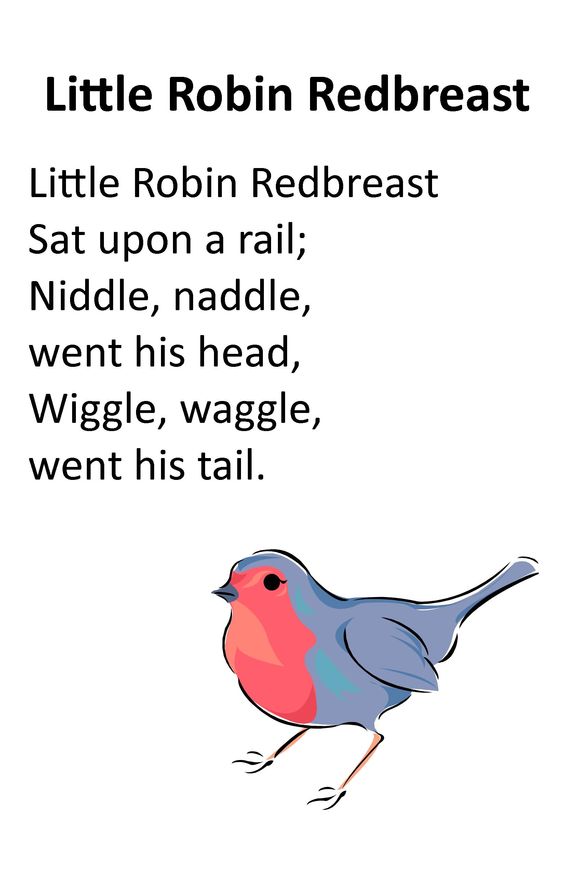 Little Robin Redbreast
Little Robin Redbreast
Sat upon a rail;
Niddle, naddle,
went his head,
Wiggle, waggle,
went his tail.